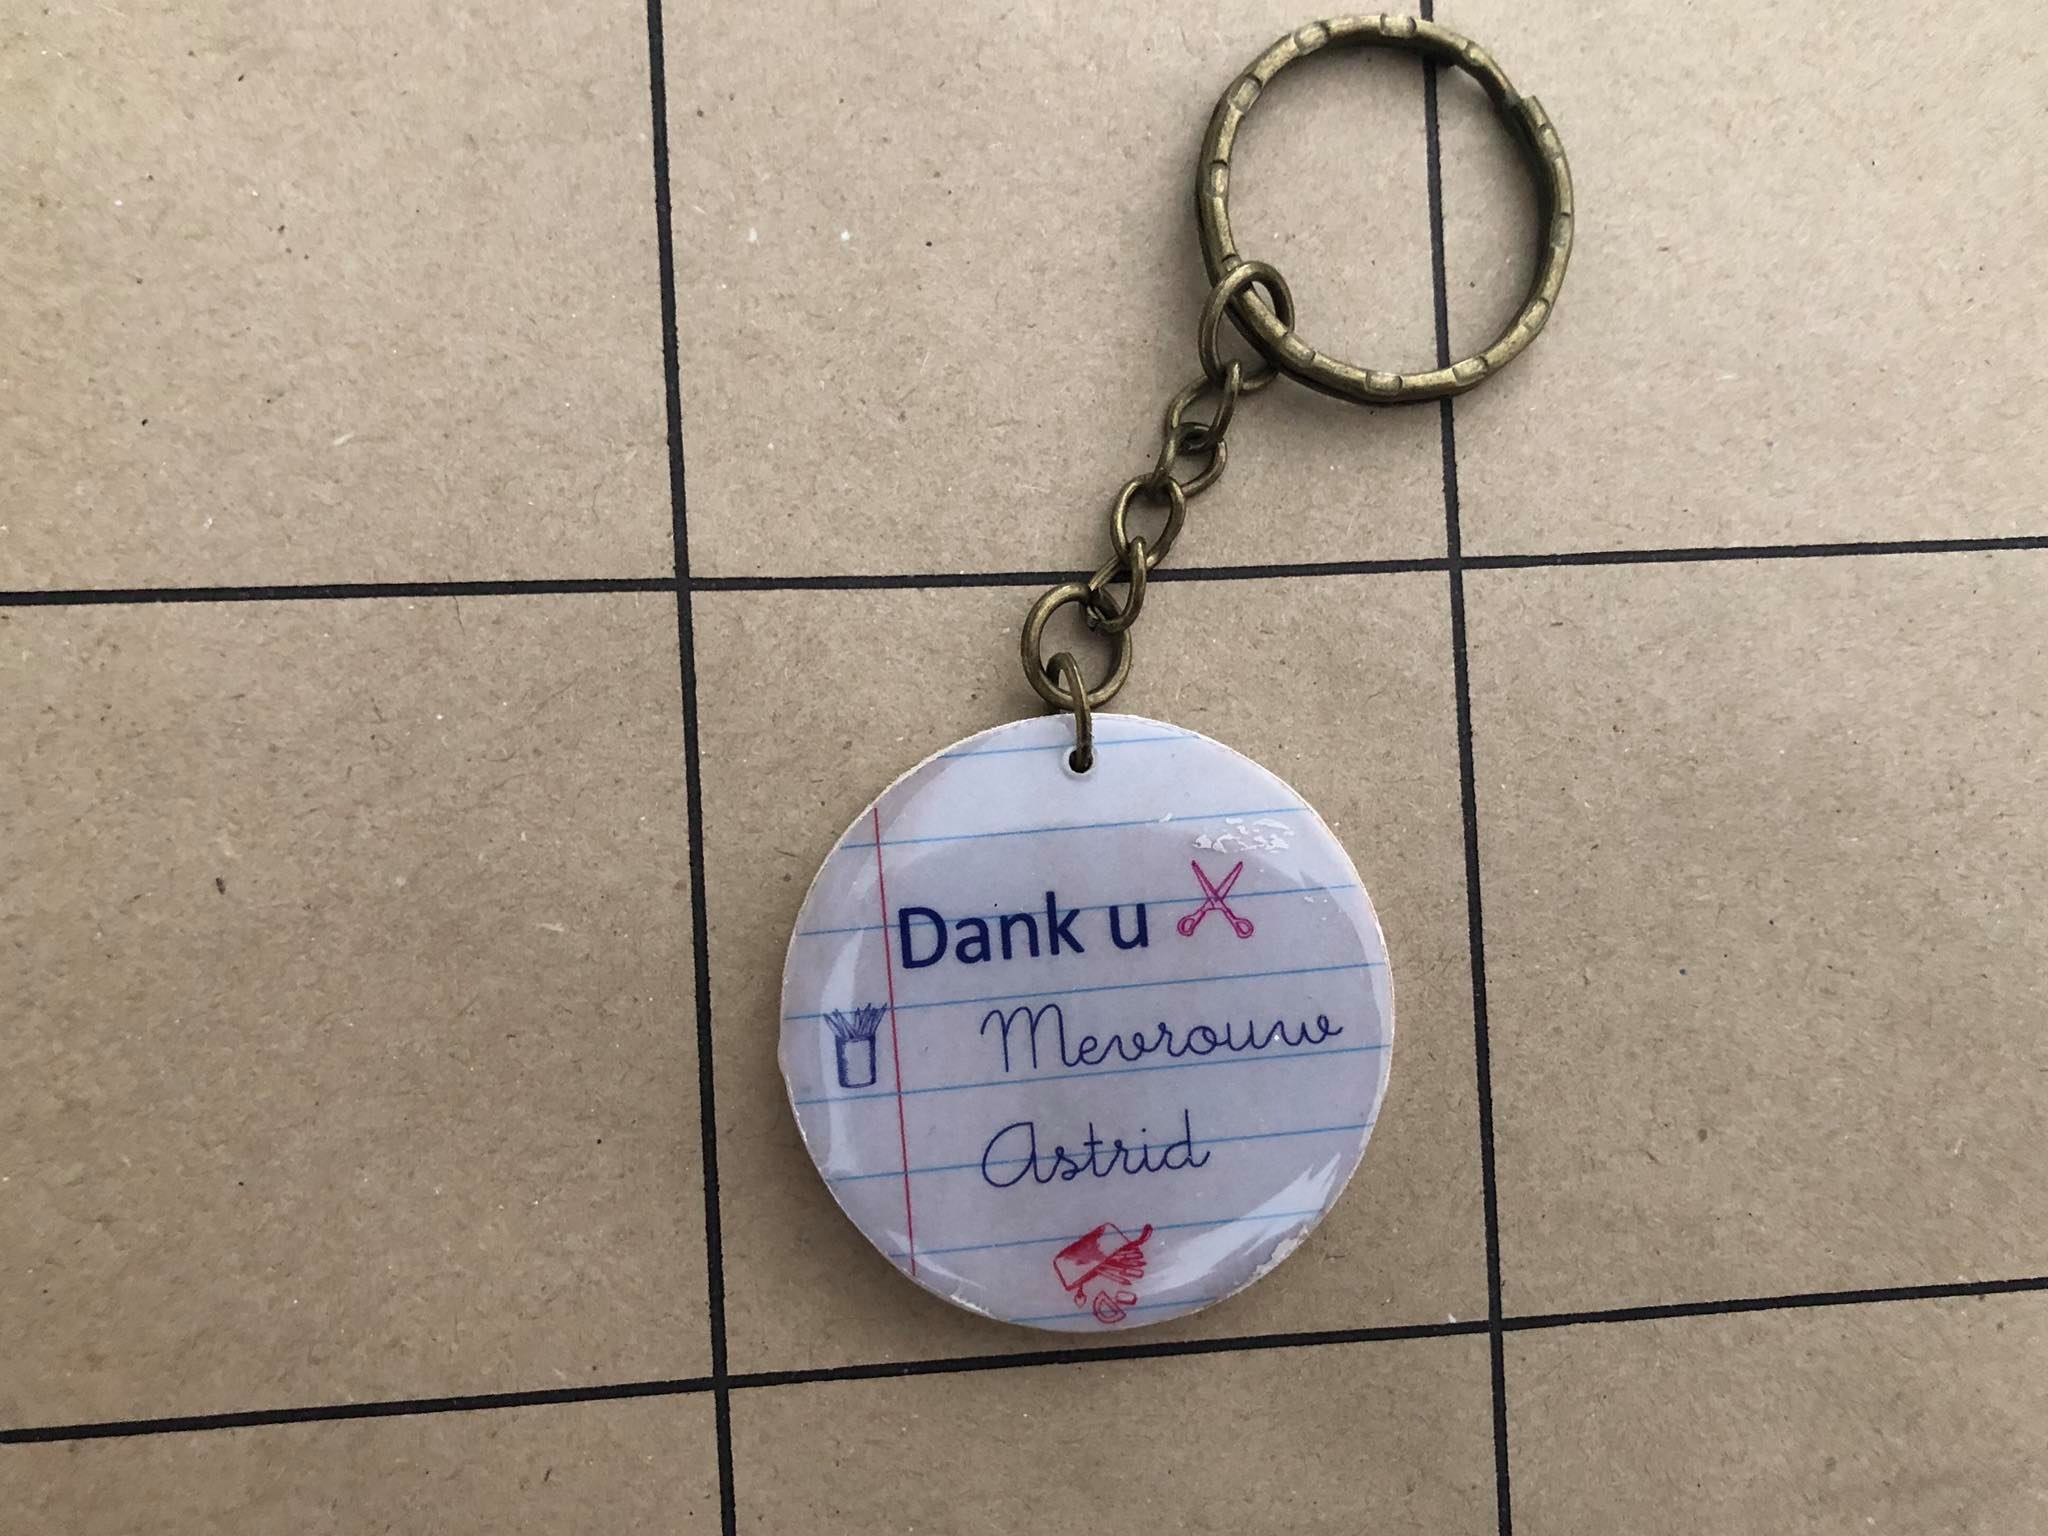 Dank u
Mevrouw
Astrid